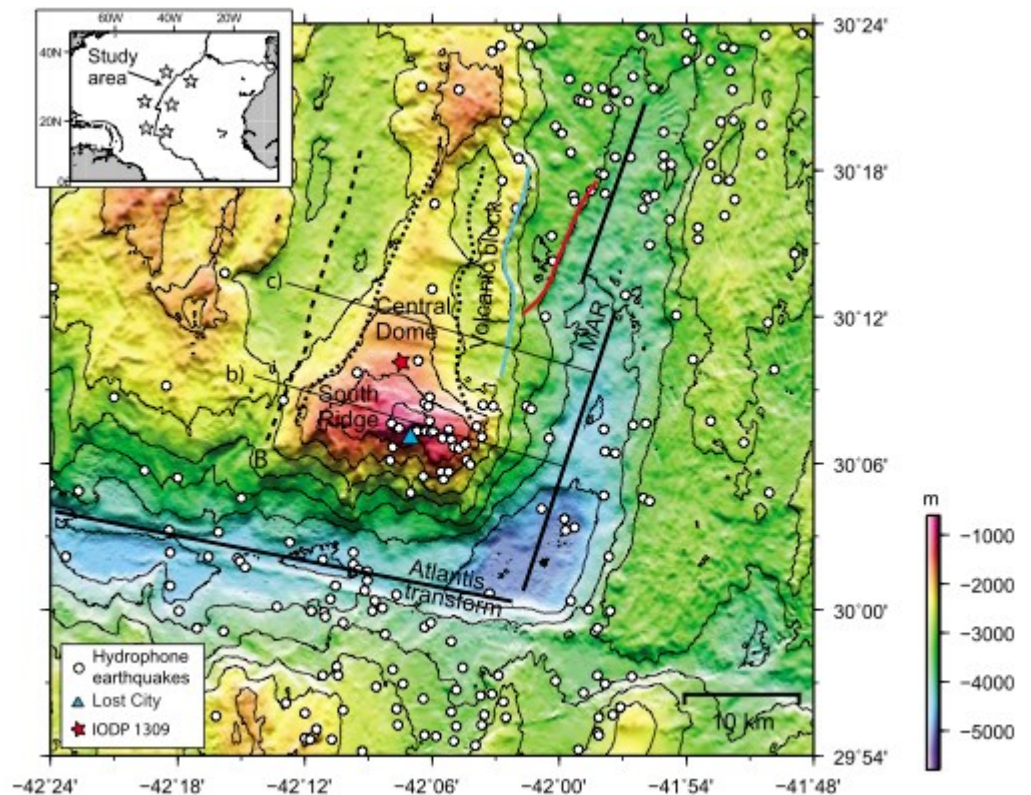 60W 40W 20W
40N
Study
area
20N
0
c)
Central
Dome
Volcanic block
MAR
b)
South
Ridge
(B
Atlantis
transform
Hydrophone
earthquakes
Lost City
IODP 1309
10 km
30˚24'
30˚18'
30˚12'
30˚06'
30˚00'
29˚54'
−42˚24' −42˚18' −42˚12' −42˚06' −42˚00' −41˚54' −41˚48'
m
−1000
−2000
−3000
−4000
−5000